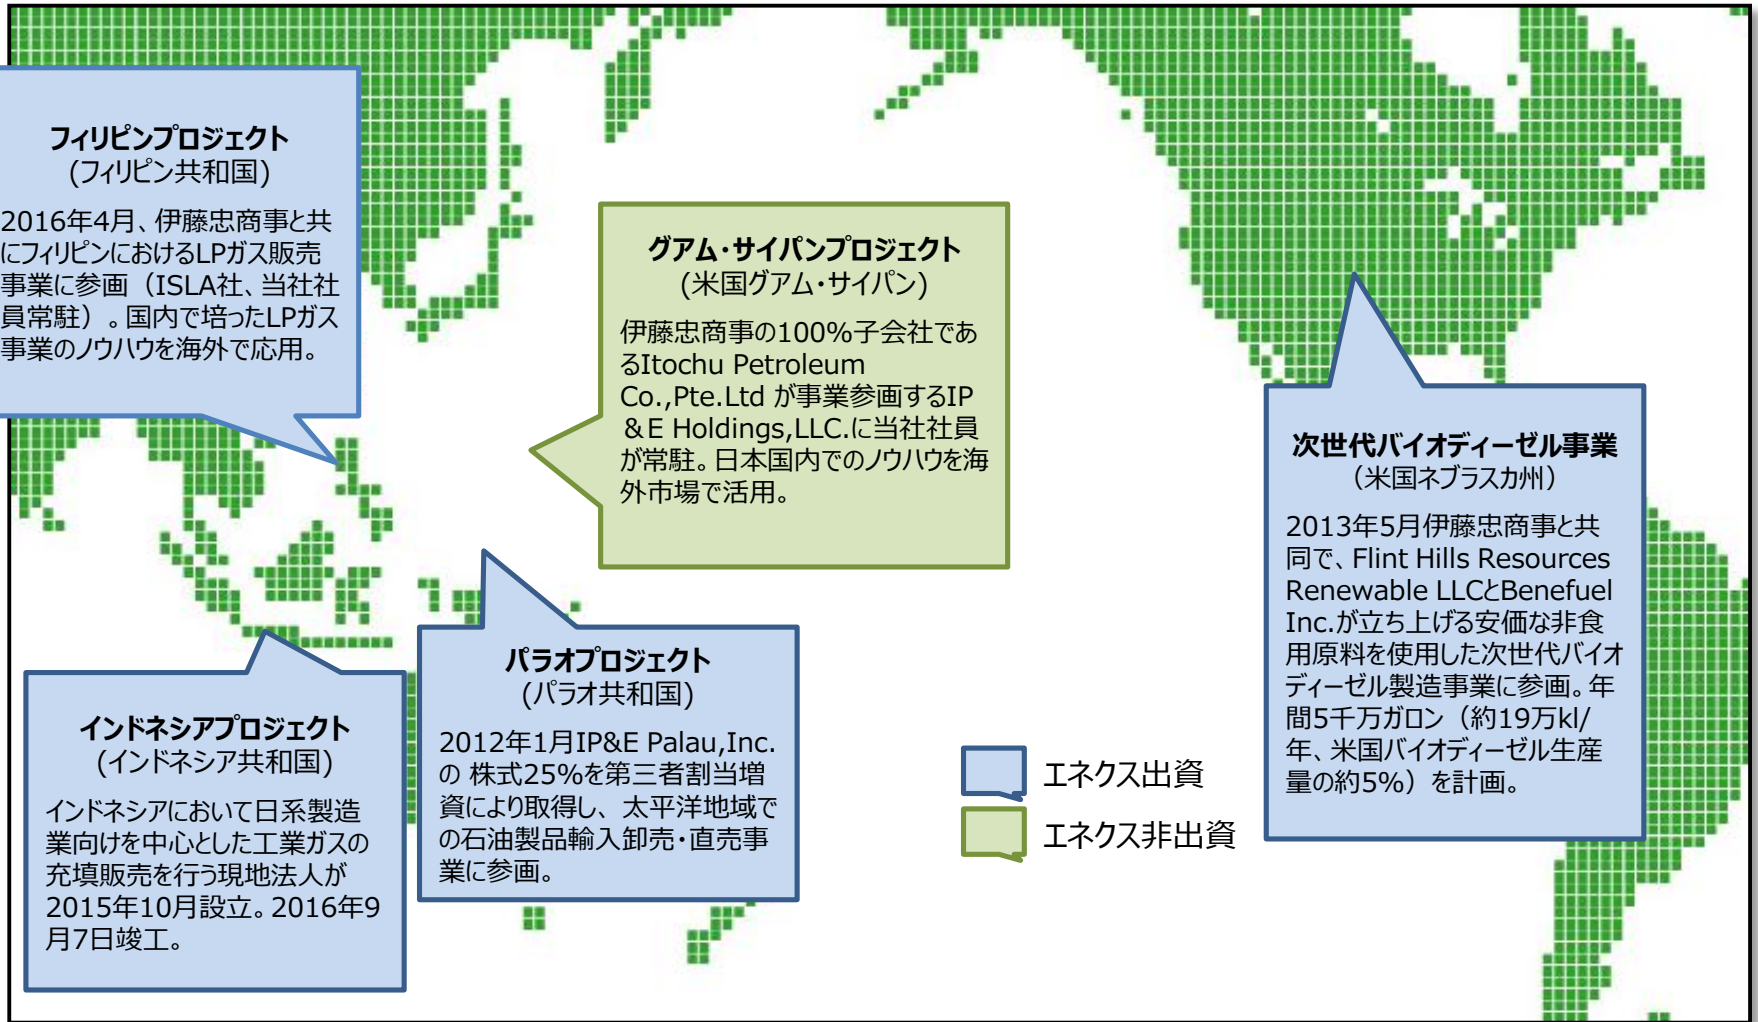 フィリピンプロジェクト
(フィリピン共和国)
2016年4月、伊藤忠商事と共
にフィリピンにおけるLPガス販売
事業に参画（ISLA社、当社社
員常駐）。国内で培ったLPガス
事業のノウハウを海外で応用。
グアム・サイパンプロジェクト
(米国グアム・サイパン)
伊藤忠商事の100%子会社であ
るItochu Petroleum
Co.,Pte.Ltd が事業参画するIP
＆E Holdings,LLC.に当社社員
が常駐。日本国内でのノウハウを海
外市場で活用。
次世代バイオディーゼル事業
（米国ネブラスカ州）
2013年5月伊藤忠商事と共
同で、Flint Hills Resources
Renewable LLCとBenefuel
Inc.が立ち上げる安価な非食
用原料を使用した次世代バイオ
ディーゼル製造事業に参画。年
間5千万ガロン（約19万kl/
年、米国バイオディーゼル生産
量の約5%）を計画。
パラオプロジェクト
(パラオ共和国)
2012年1月IP&E Palau,Inc.
の 株式25%を第三者割当増
資により取得し、太平洋地域で
の石油製品輸入卸売・直売事
業に参画。
インドネシアプロジェクト
(インドネシア共和国)
インドネシアにおいて日系製造
業向けを中心とした工業ガスの
充填販売を行う現地法人が
2015年10月設立。2016年9
月7日竣工。
エネクス出資
エネクス非出資